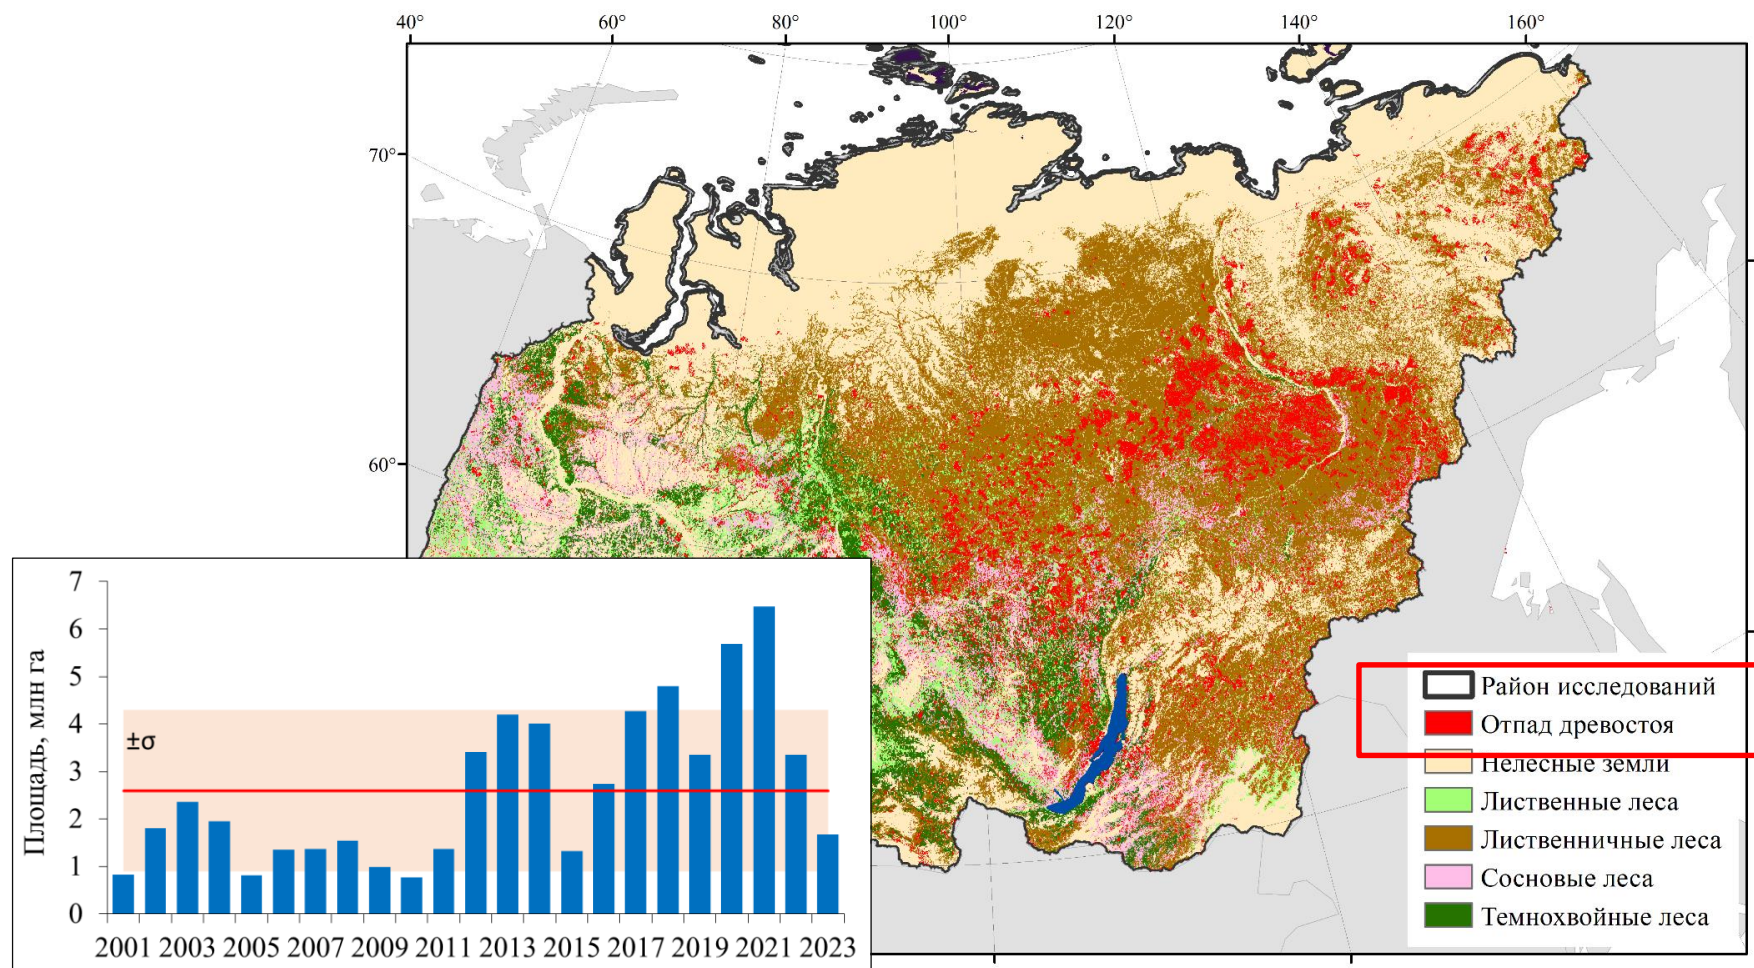 40° 60° 80° 100° 120° 140° 160°
70°
60°
Площадь, млн га
7
6
5
4
3
2
1
0
±σ
2001 2003 2005 2007 2009 2011 2013 2015 2017 2019 2021 2023
Район исследований
Отпад древостоя
Нелесные земли
Лиственные леса
Лиственничные леса
Сосновые леса
Темнохвойные леса